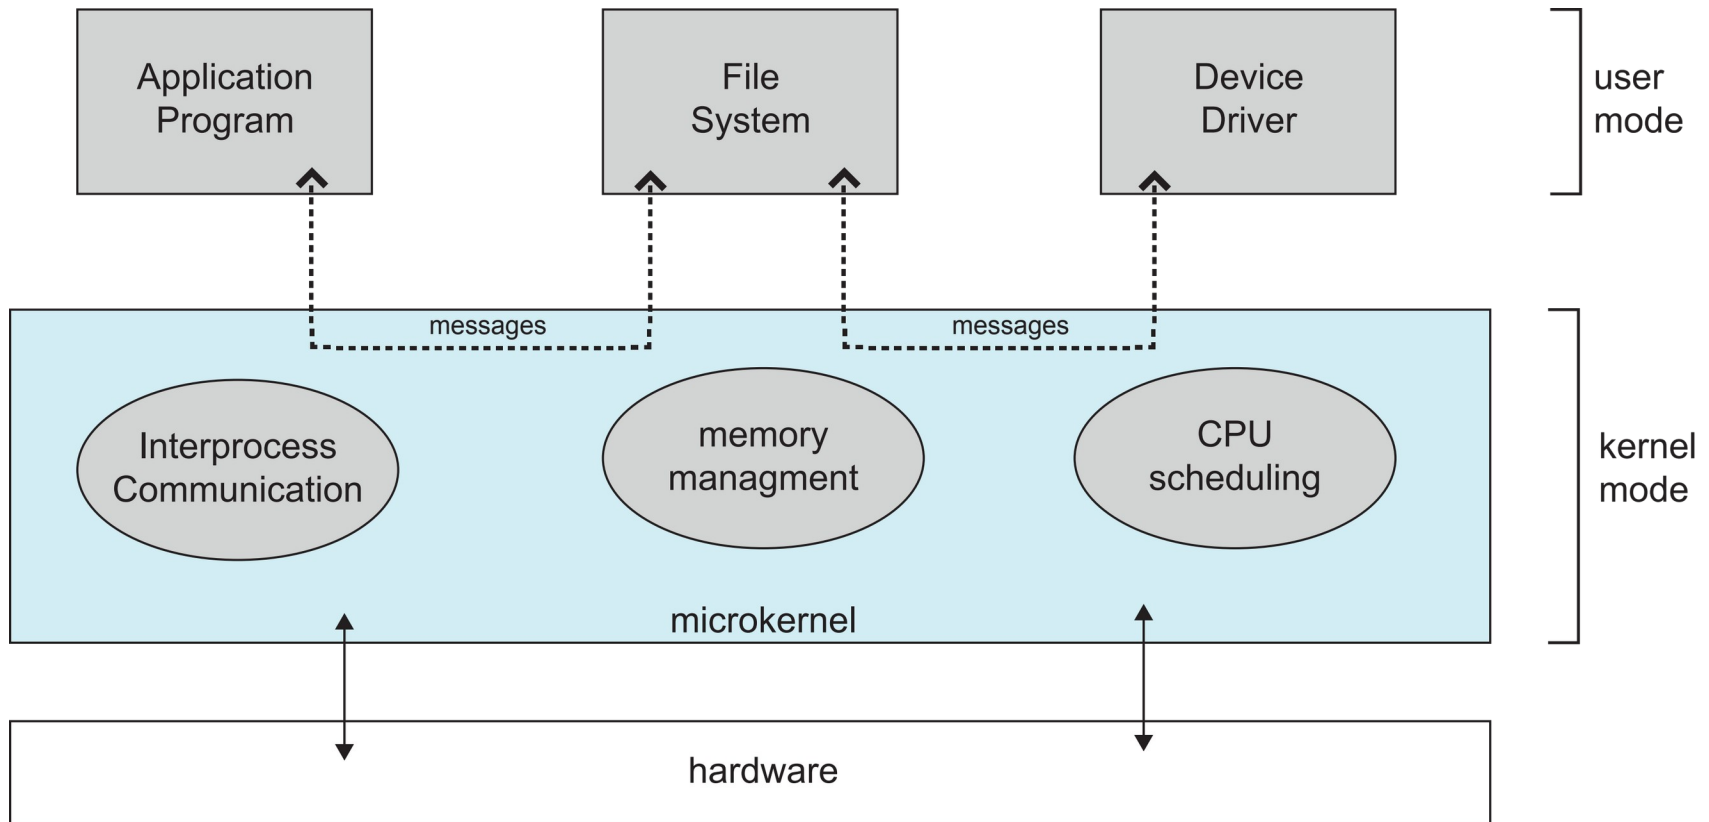 Application
Program
File
System
Device
Driver
user
mode
messages
messages
Interprocess
Communication
memory
managment
CPU
scheduling
kernel
mode
microkernel
hardware